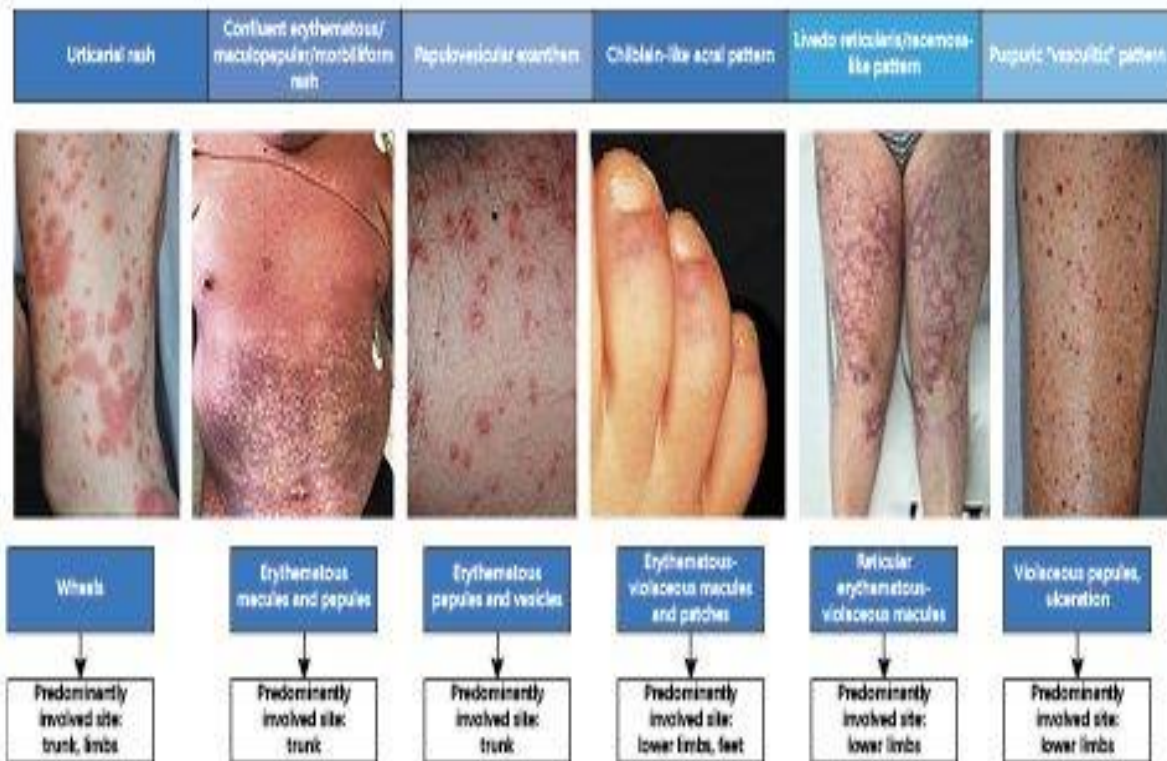 Urticarial rash
Confluent erythematous/
maculopapular/morbilliform
rash
Papulovesicular exanthem
Chilblain-like acral pattern
Livedo reticularis/racemosa-
like pattern
Purpuric "vasculitic" pattern
Wheals
Erythematous
macules and papules
Erythematous
papules and vesicles
Erythematous-
violaceous macules
and patches
Reticular
erythematous-
violaceous macules
Violaceous papules,
ulceration
Predominantly
involved site:
trunk, limbs
Predominantly
involved site:
trunk
Predominantly
involved site:
trunk
Predominantly
involved site:
lower limbs, feet
Predominantly
involved site:
lower limbs
Predominantly
involved site:
lower limbs